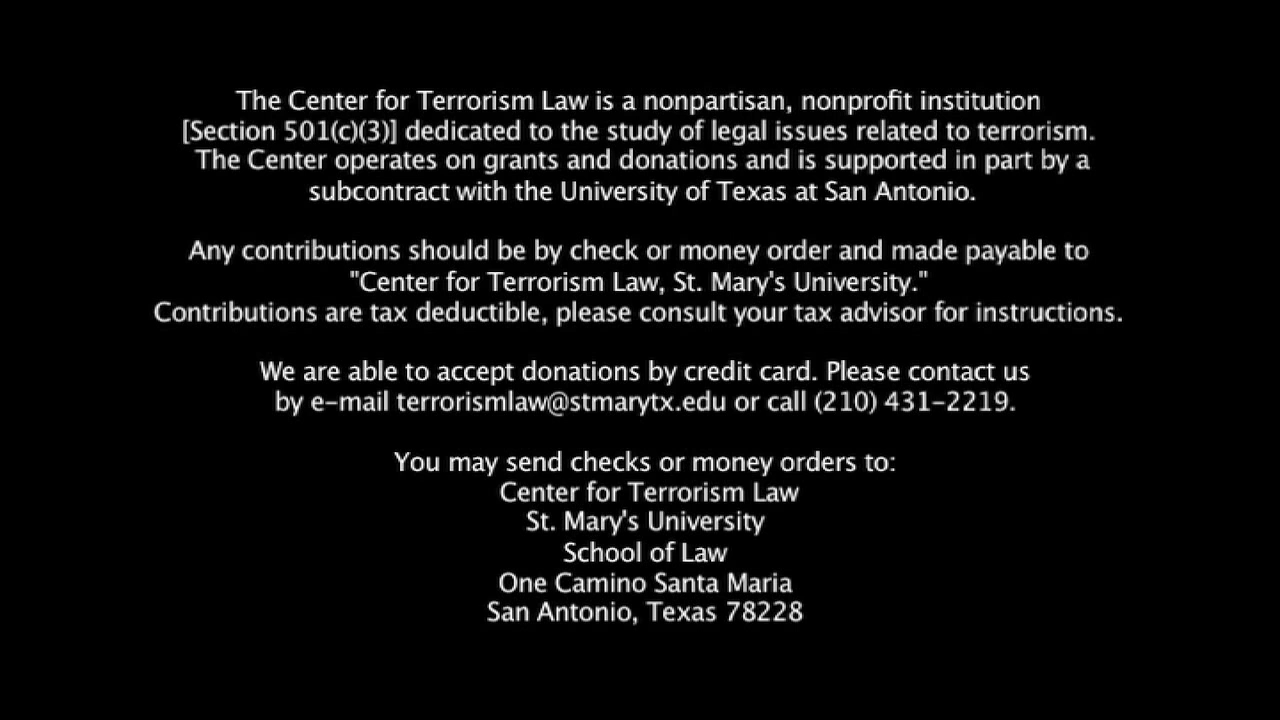 The Center for Terrorism Law is a nonpartisan, nonprofit institution
[Section 501(c)(3)] dedicated to the study of legal issues related to terrorism.
The Center operates on grants and donations and is supported in part by a
subcontract with the University of Texas at San Antonio.
Any contributions should be by check or money order and made payable to
"Center for Terrorism Law, St. Mary's University."
Contributions are tax deductible, please consult your tax advisor for instructions.
We are able to accept donations by credit card. Please contact us
by e-mail terrorismlaw@stmarytx.edu or call (210) 431-2219.
You may send checks or money orders to:
Center for Terrorism Law
St. Mary's University
School of Law
One Camino Santa Maria
San Antonio, Texas 78228